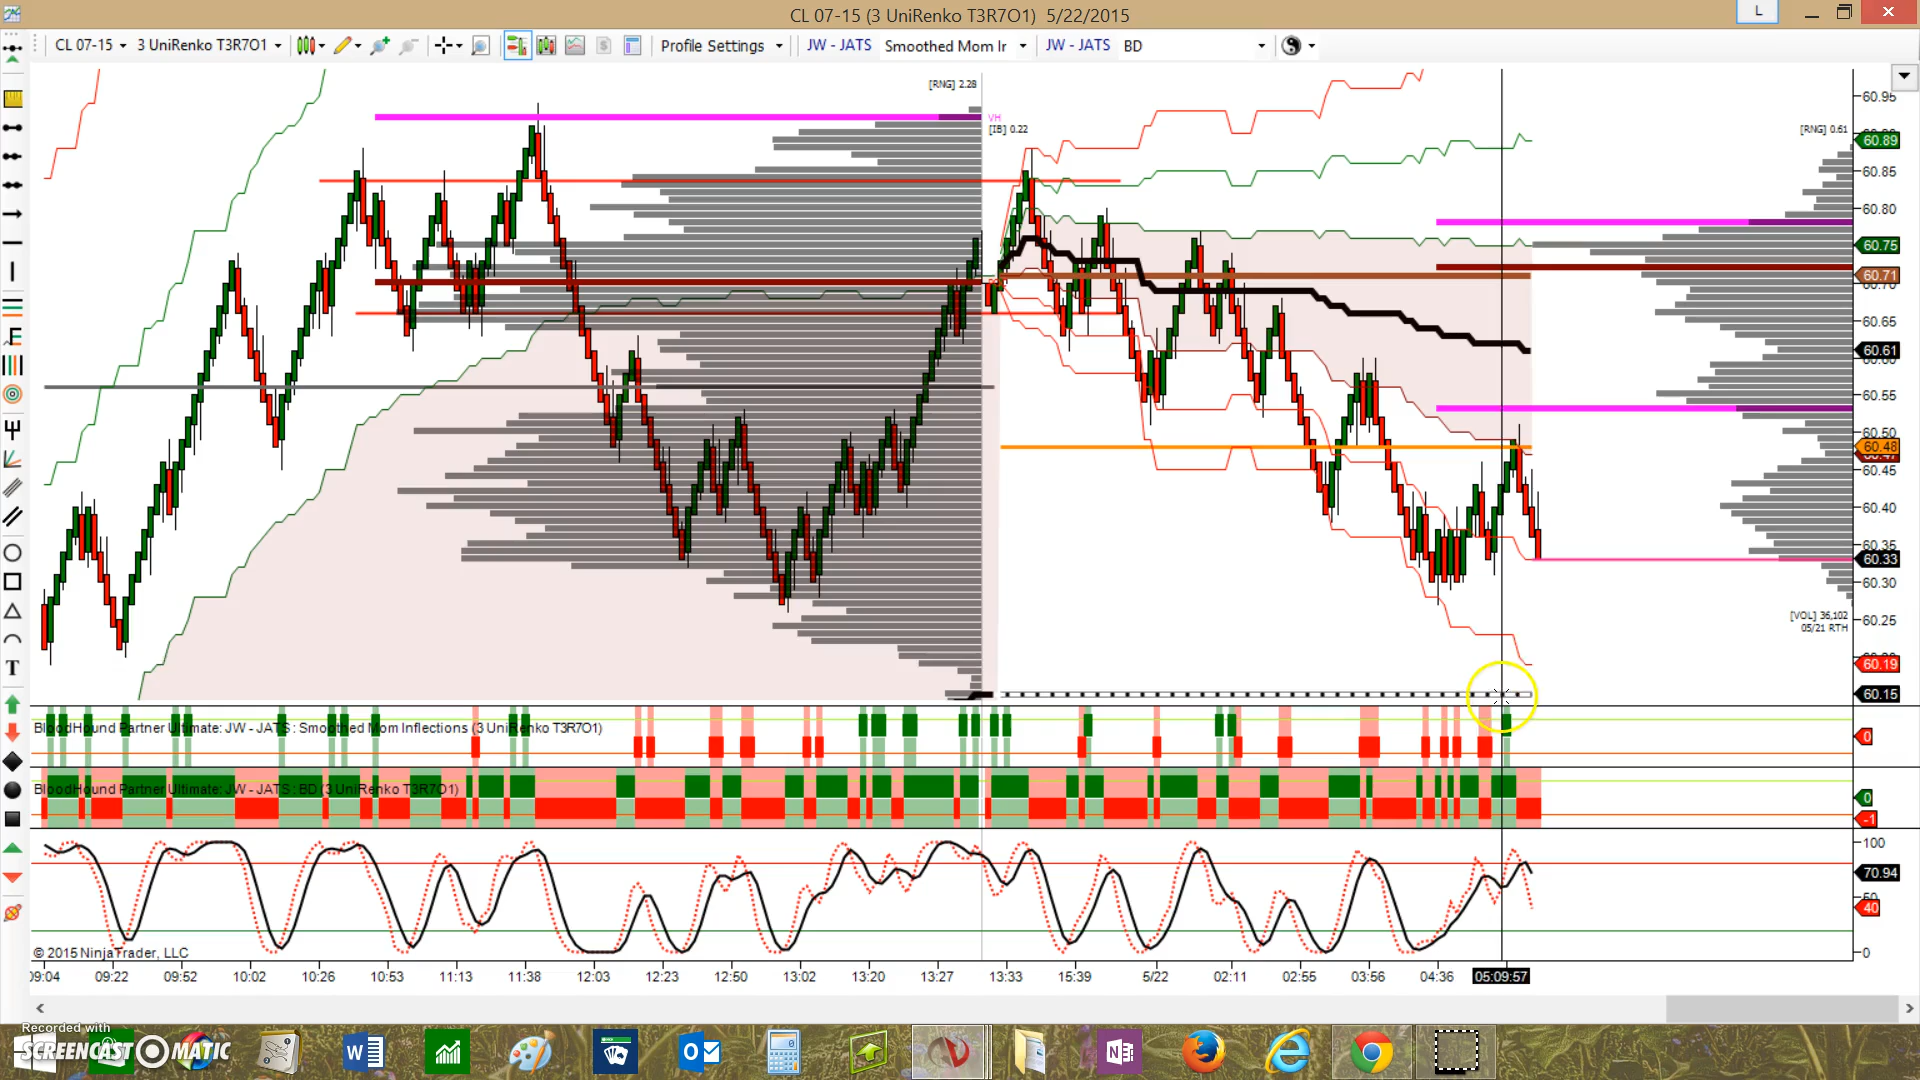 CL 07-15 (3 UniRenko T3R7O1)  5/22/2015
L
CL 07-15
3 UniRenko T3R7O1
Profile Settings
JW - JATS
Smoothed Mom Ir
JW - JATS
BD
[RNG] 2.28
VH
[IB] 0.22
[RNG] 0.61
60.95
60.89
60.85
60.80
60.75
60.71
60.70
60.65
60.61
60.55
60.50
60.48
60.45
60.40
60.35
60.33
60.30
60.25
60.19
60.15
[VOL] 36,102
05/21 RTH
BloodHound Partner Ultimate: JW - JATS : Smoothed Mom Inflections (3 UniRenko T3R7O1)
0
BloodHound Partner Ultimate: JW - JATS : BD (3 UniRenko T3R7O1)
0
-1
100
70.94
50
40
0
© 2015 NinjaTrader, LLC
09:04 09:22 09:52 10:02 10:26 10:53 11:13 11:38 12:03 12:23 12:50 13:02 13:20 13:27 13:33 15:39 5/22 02:11 02:55 03:56 04:36 05:09:57
Recorded with
SCREENCAST-O-MATIC